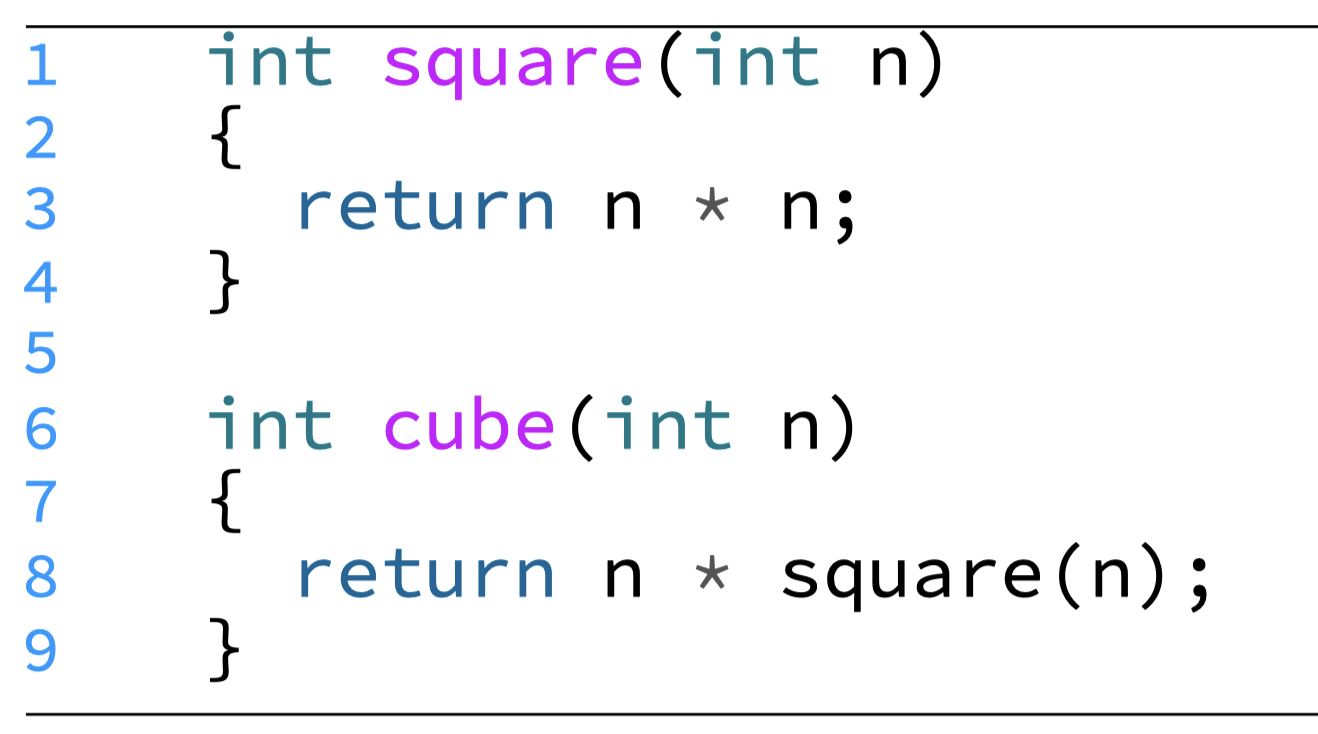 1 int square(int n)
2 {
3   return n * n;
4 }
5
6 int cube(int n)
7 {
8   return n * square(n);
9 }